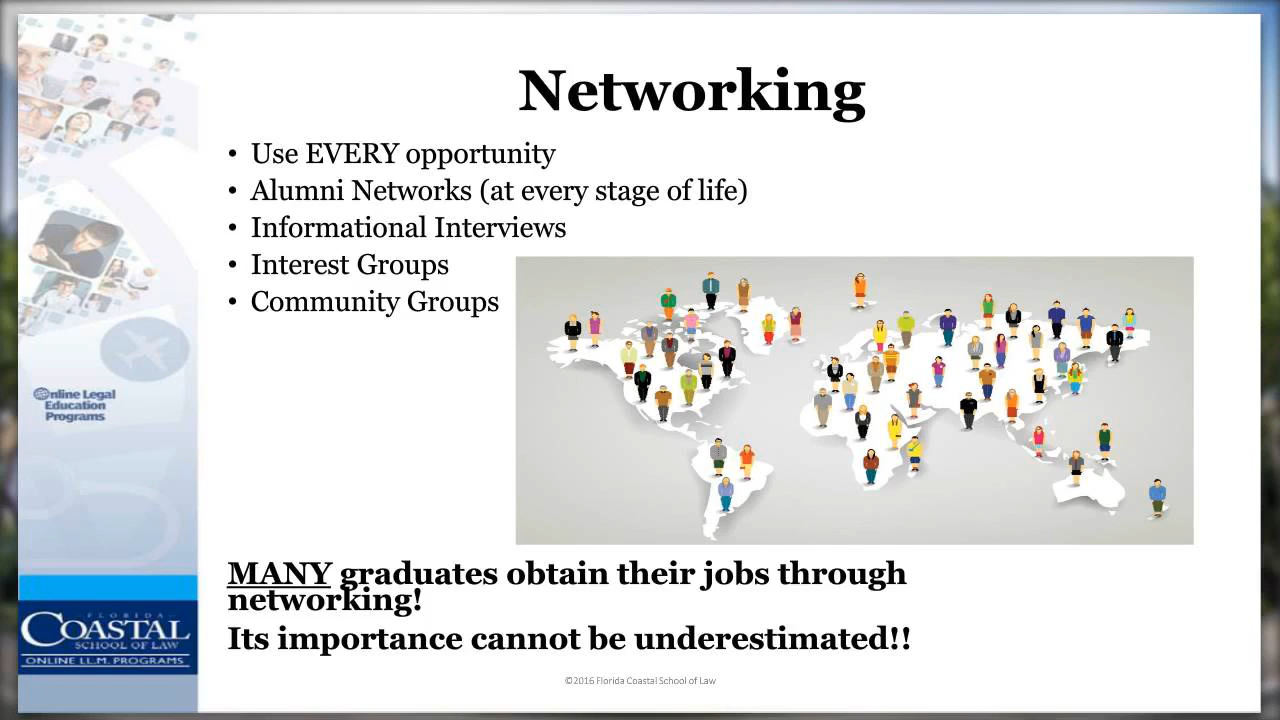 Networking
• Use EVERY opportunity
• Alumni Networks (at every stage of life)
• Informational Interviews
• Interest Groups
• Community Groups
MANY graduates obtain their jobs through
networking!
Its importance cannot be underestimated!!
Online Legal
Education
Programs
FLORIDA
COASTAL
SCHOOL OF LAW
ONLINE LL.M. PROGRAMS
©2016 Florida Coastal School of Law